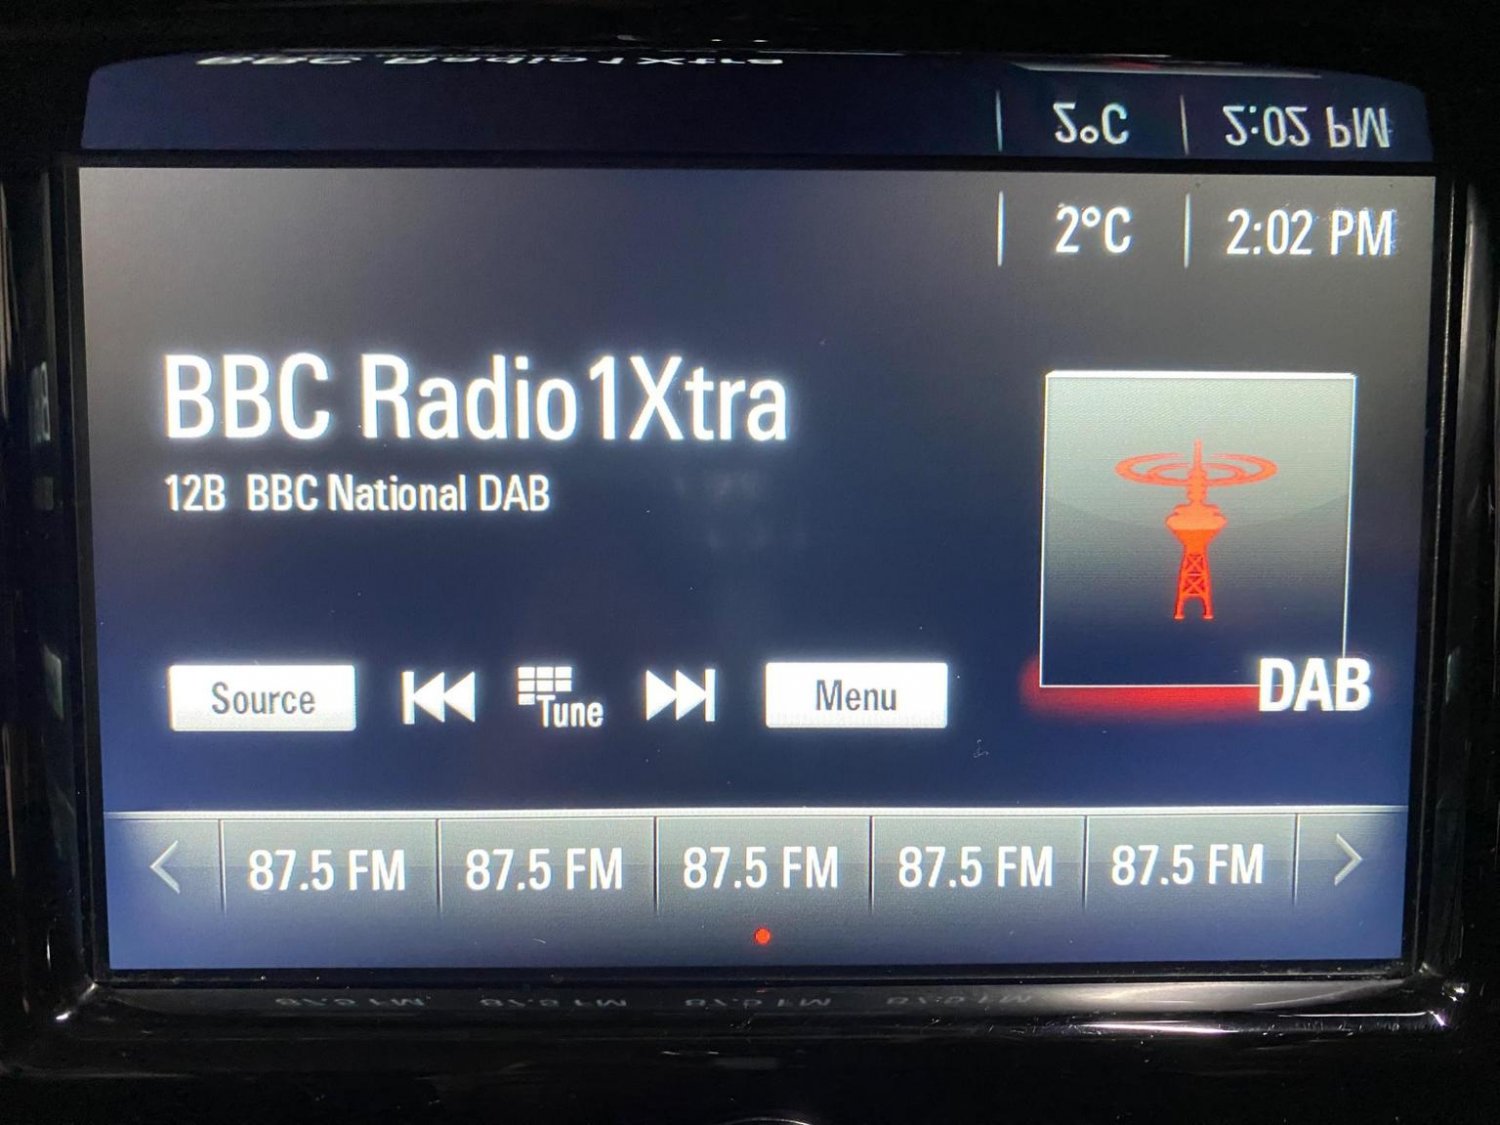 2°C 2:02 PM
BBC Radio1Xtra
12B BBC National DAB
DAB
Source Tune Menu
87.5 FM 87.5 FM 87.5 FM 87.5 FM 87.5 FM